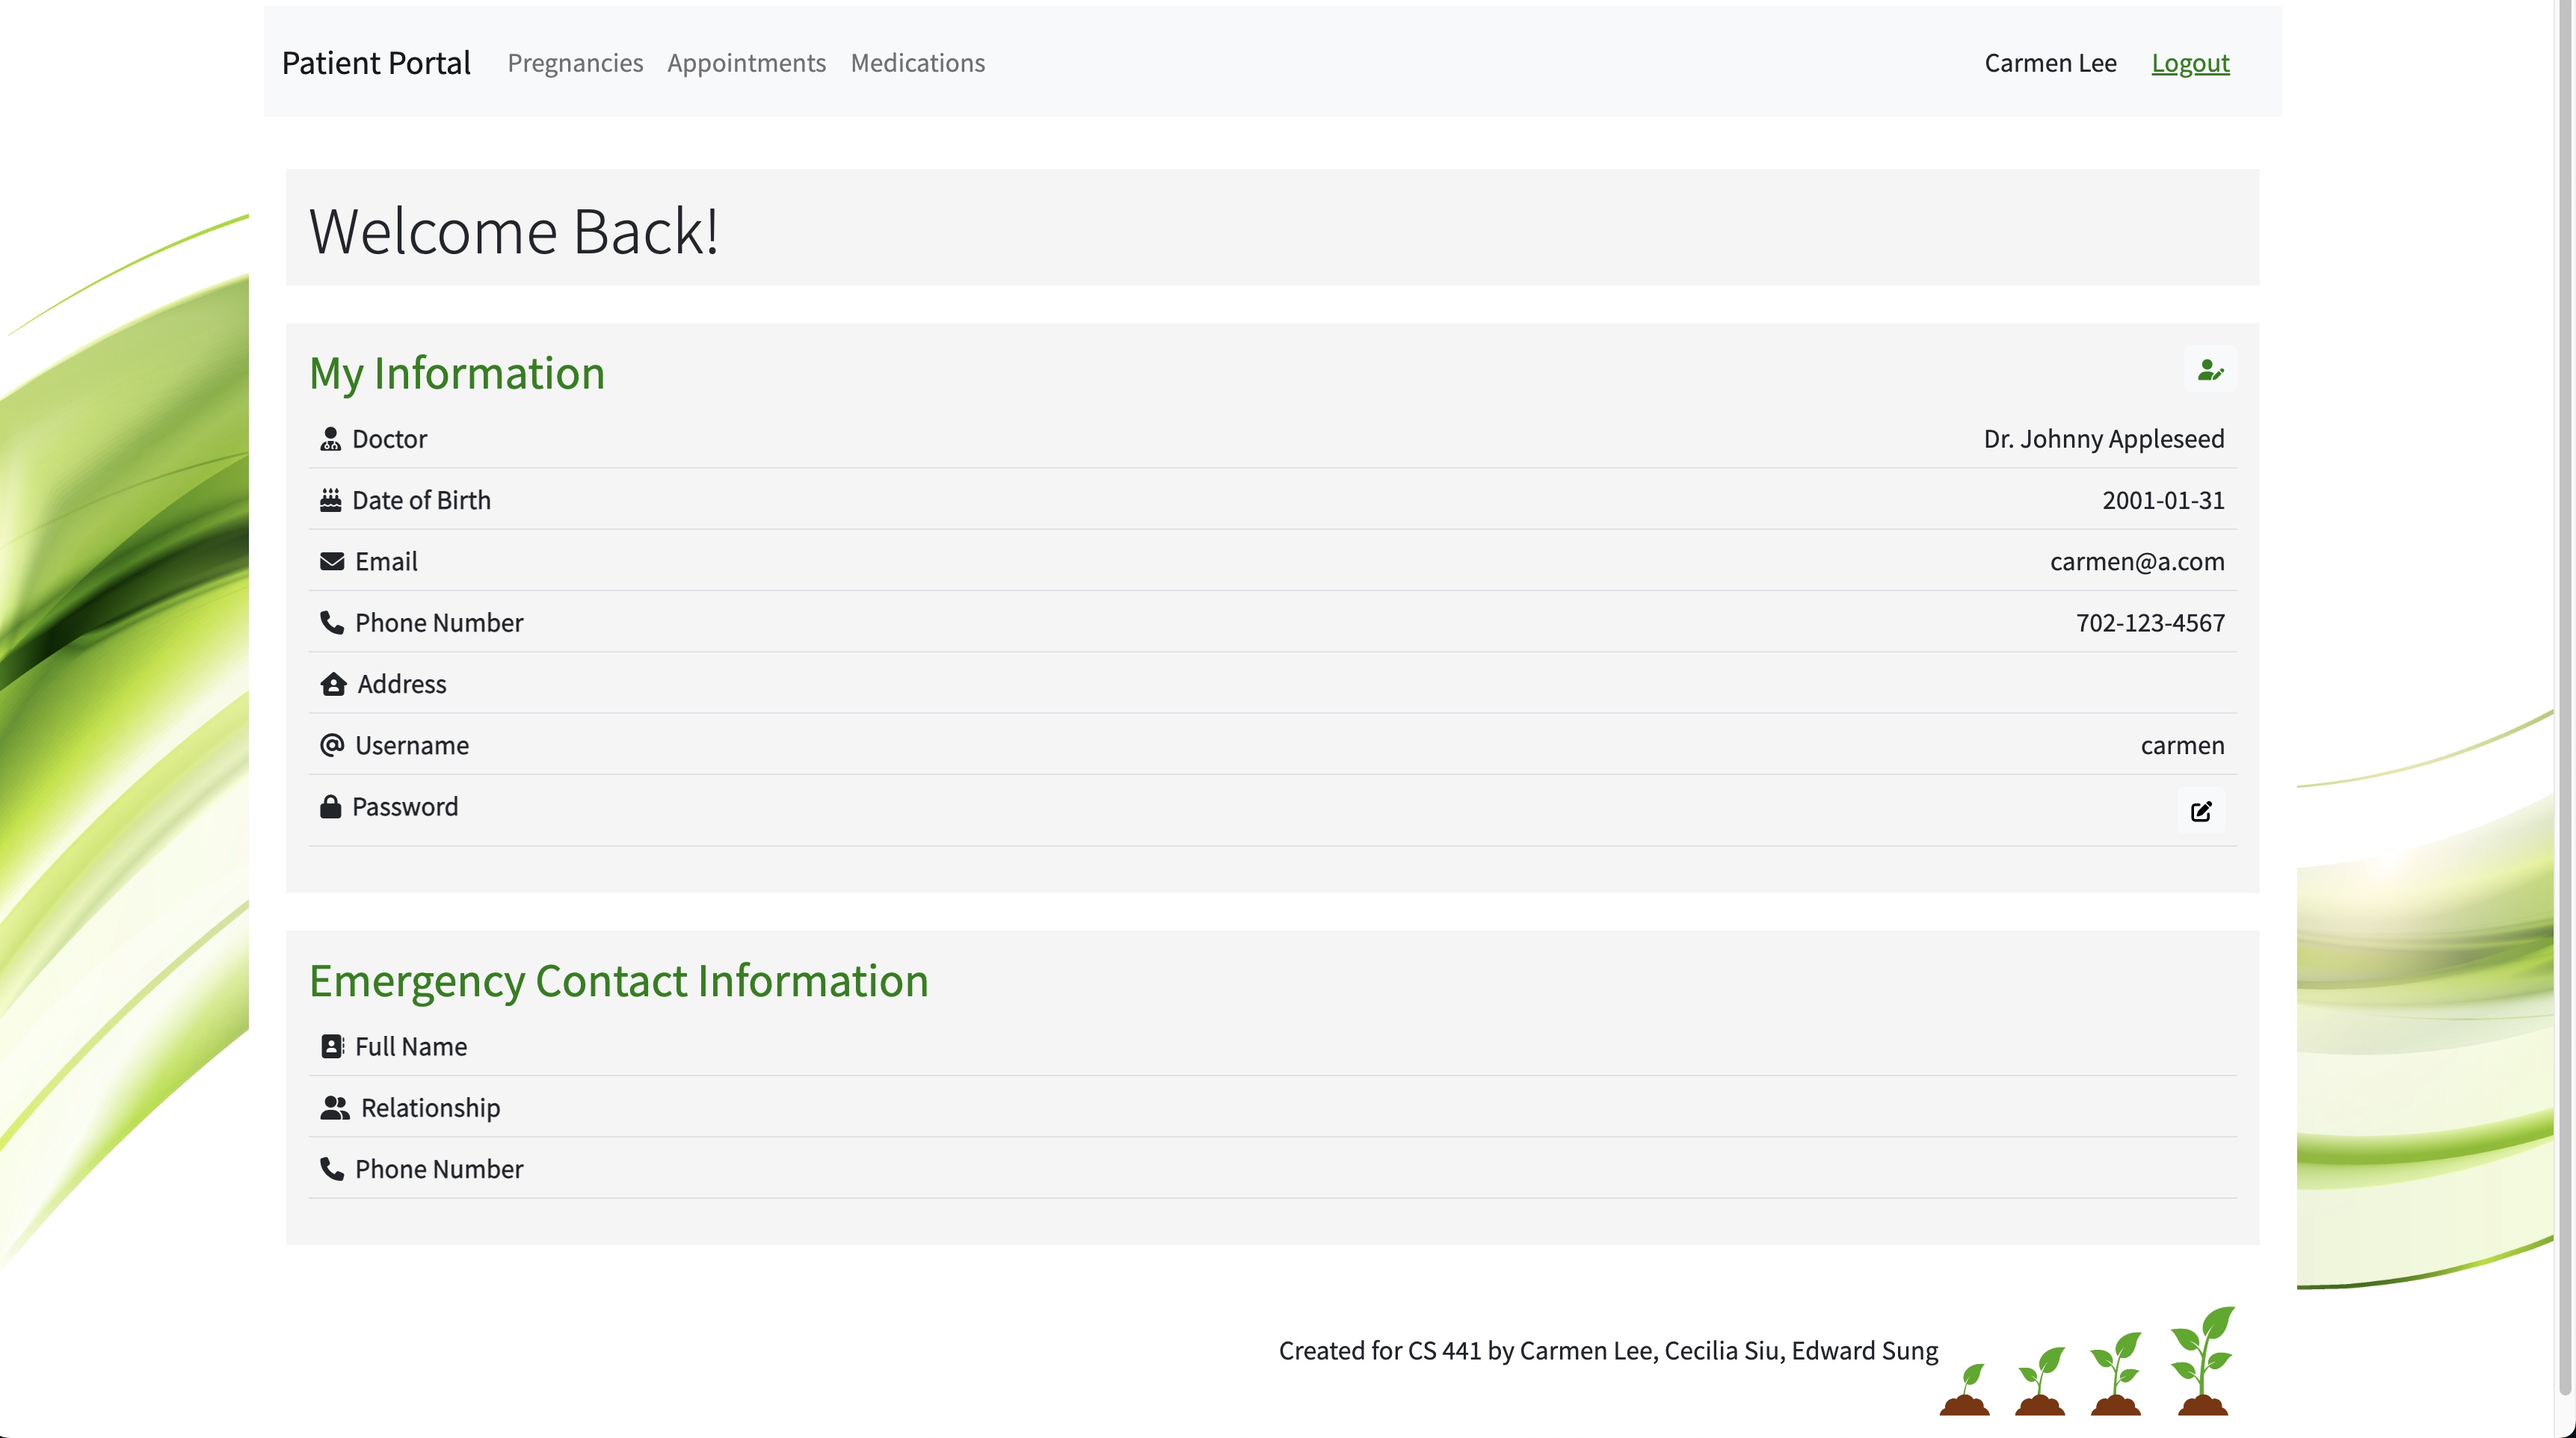 Patient Portal Pregnancies Appointments Medications Carmen Lee Logout
Welcome Back!
My Information
Doctor Dr. Johnny Appleseed
Date of Birth 2001-01-31
Email carmen@a.com
Phone Number 702-123-4567
Address
Username carmen
Password
Emergency Contact Information
Full Name
Relationship
Phone Number
Created for CS 441 by Carmen Lee, Cecilia Siu, Edward Sung